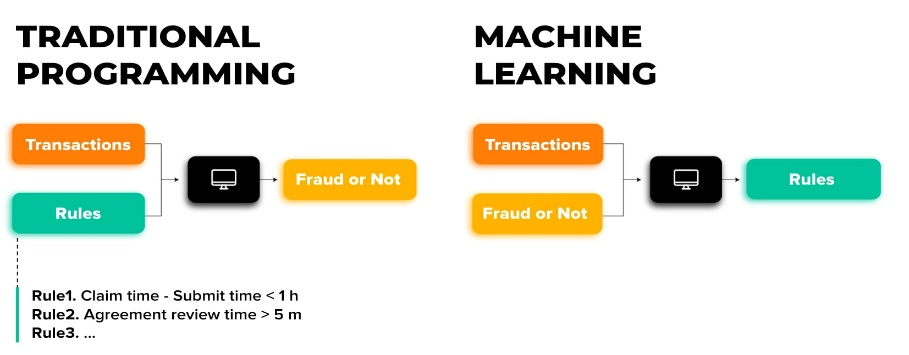 TRADITIONAL
PROGRAMMING
Transactions
Rules
Fraud or Not
Rule1. Claim time - Submit time < 1 h
Rule2. Agreement review time > 5 m
Rule3. ...
MACHINE
LEARNING
Transactions
Fraud or Not
Rules